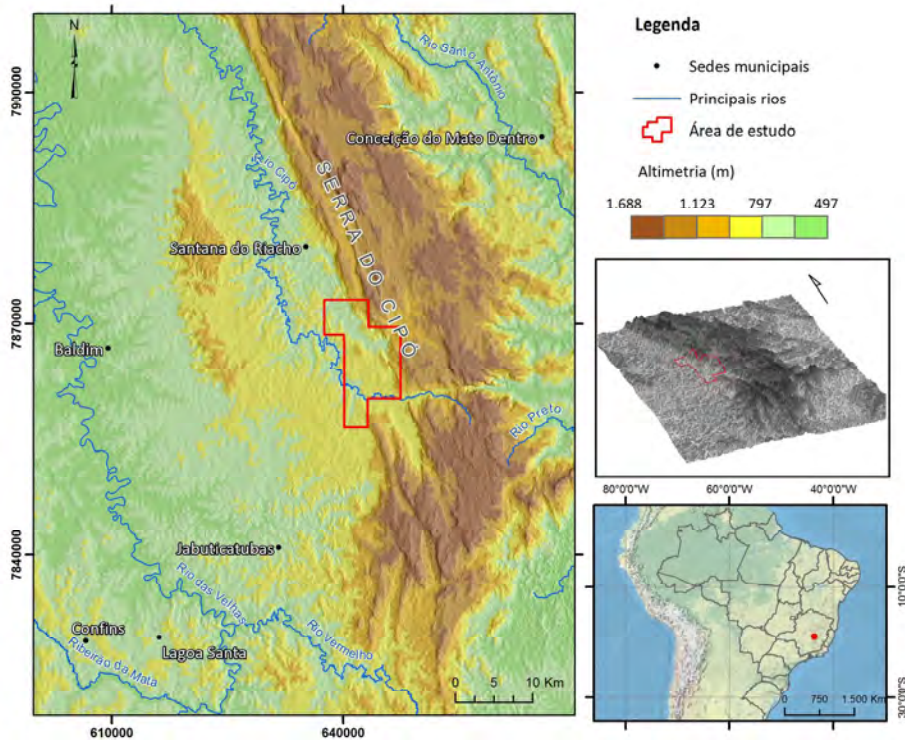 N
7900000
7870000
7840000
610000
640000
Rio Santo Antônio
Conceição do Mato Dentro
Rio Cipó
SERRA DO CIPÓ
Santana do Riacho
Baldim
Rio Preto
Jabuticatubas
Rio das Velhas
Rio Vermelho
Confins
Lagoa Santa
Ribeirão da Mata
0 5 10 Km
Legenda
Sedes municipais
Principais rios
Área de estudo
Altimetria (m)
1.688 1.123 797 497
80°0'0"W 60°0'0"W 40°0'0"W
10°0'0"S
30°0'0"S
0 750 1.500 Km